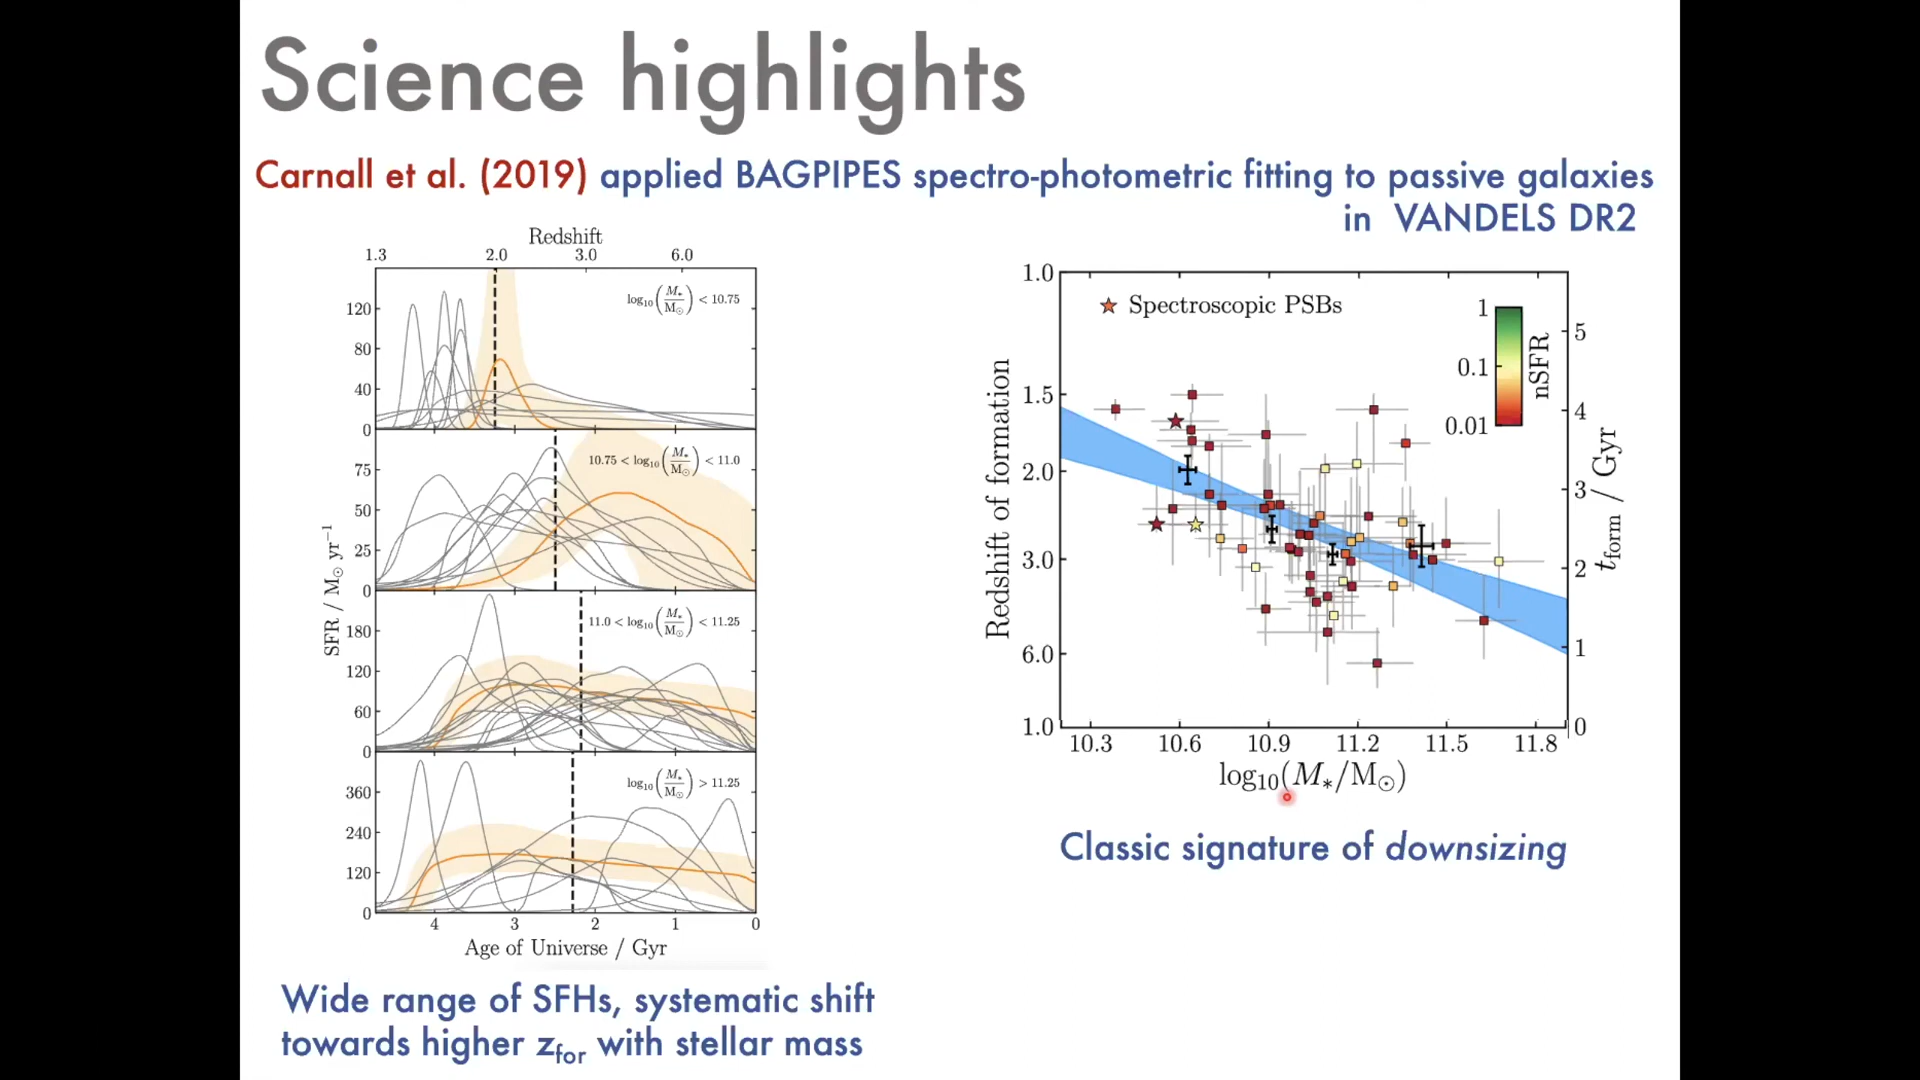 Science highlights
Carnall et al. (2019) applied BAGPIPES spectro-photometric fitting to passive galaxies
in VANDELS DR2
Redshift
1.3 2.0 3.0 6.0
log₁₀(M*/M⊙) < 10.75
120
80
40
0
10.75 < log₁₀(M*/M⊙) < 11.0
75
50
25
0
SFR / M⊙ yr⁻¹
11.0 < log₁₀(M*/M⊙) < 11.25
180
120
60
0
log₁₀(M*/M⊙) > 11.25
360
240
120
0
4 3 2 1 0
Age of Universe / Gyr
Wide range of SFHs, systematic shift
towards higher z_for with stellar mass
Spectroscopic PSBs
1
0.1
0.01
nSFR
Redshift of formation
1.0
1.5
2.0
3.0
6.0
1.0
5
4
3
2
1
0
t_form / Gyr
10.3 10.6 10.9 11.2 11.5 11.8
log₁₀(M*/M⊙)
Classic signature of downsizing